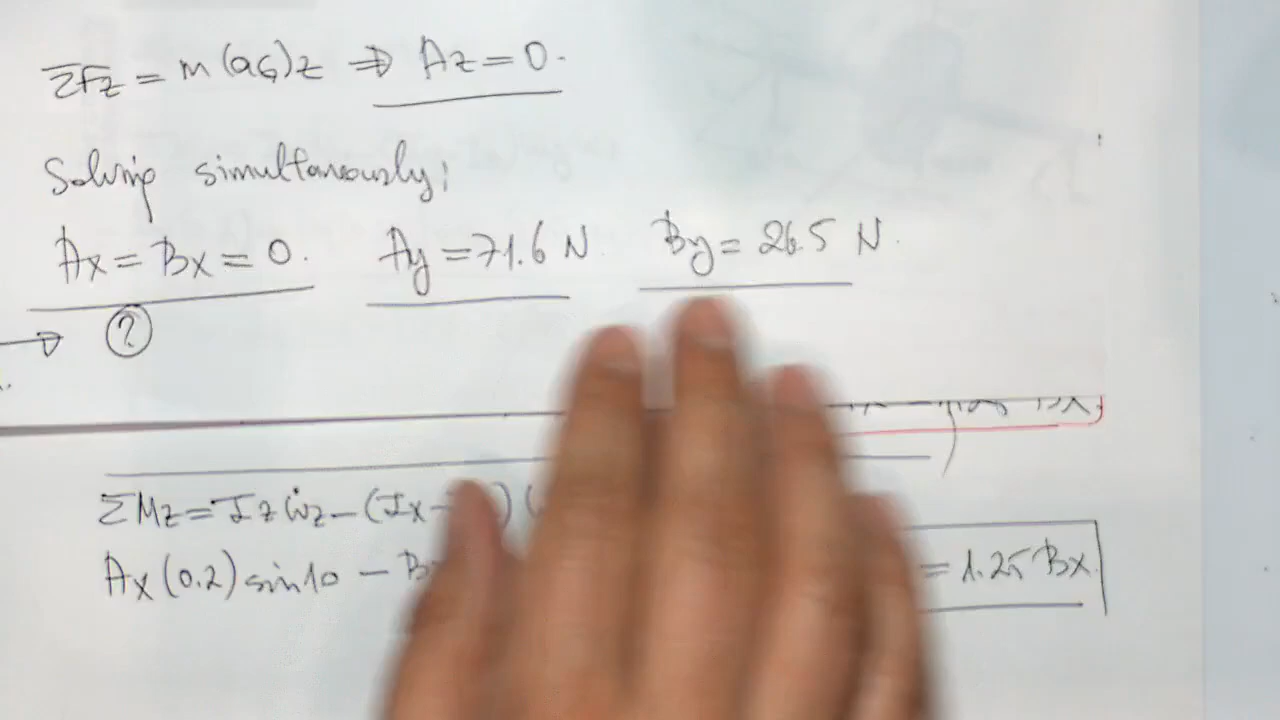 ΣFz = m(aG)z ⇒ Az = 0.
Solving simultaneously;
Ax = Bx = 0. Ay = 71.6 N. By = 26.5 N.
→ ?
ΣMz = Iz ω̇z - (Ix -
Ax (0.2) sin10 - B = 1.25 Bx.